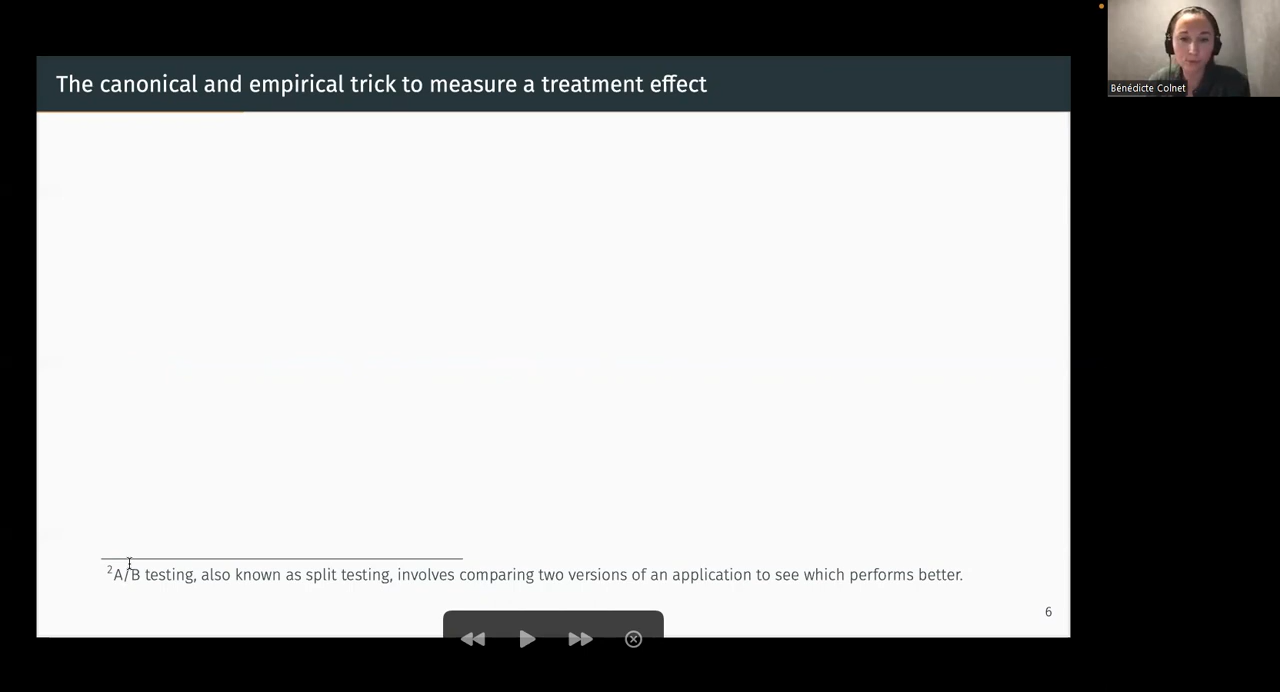 The canonical and empirical trick to measure a treatment effect
Bénédicte Colnet
2A/B testing, also known as split testing, involves comparing two versions of an application to see which performs better.
6